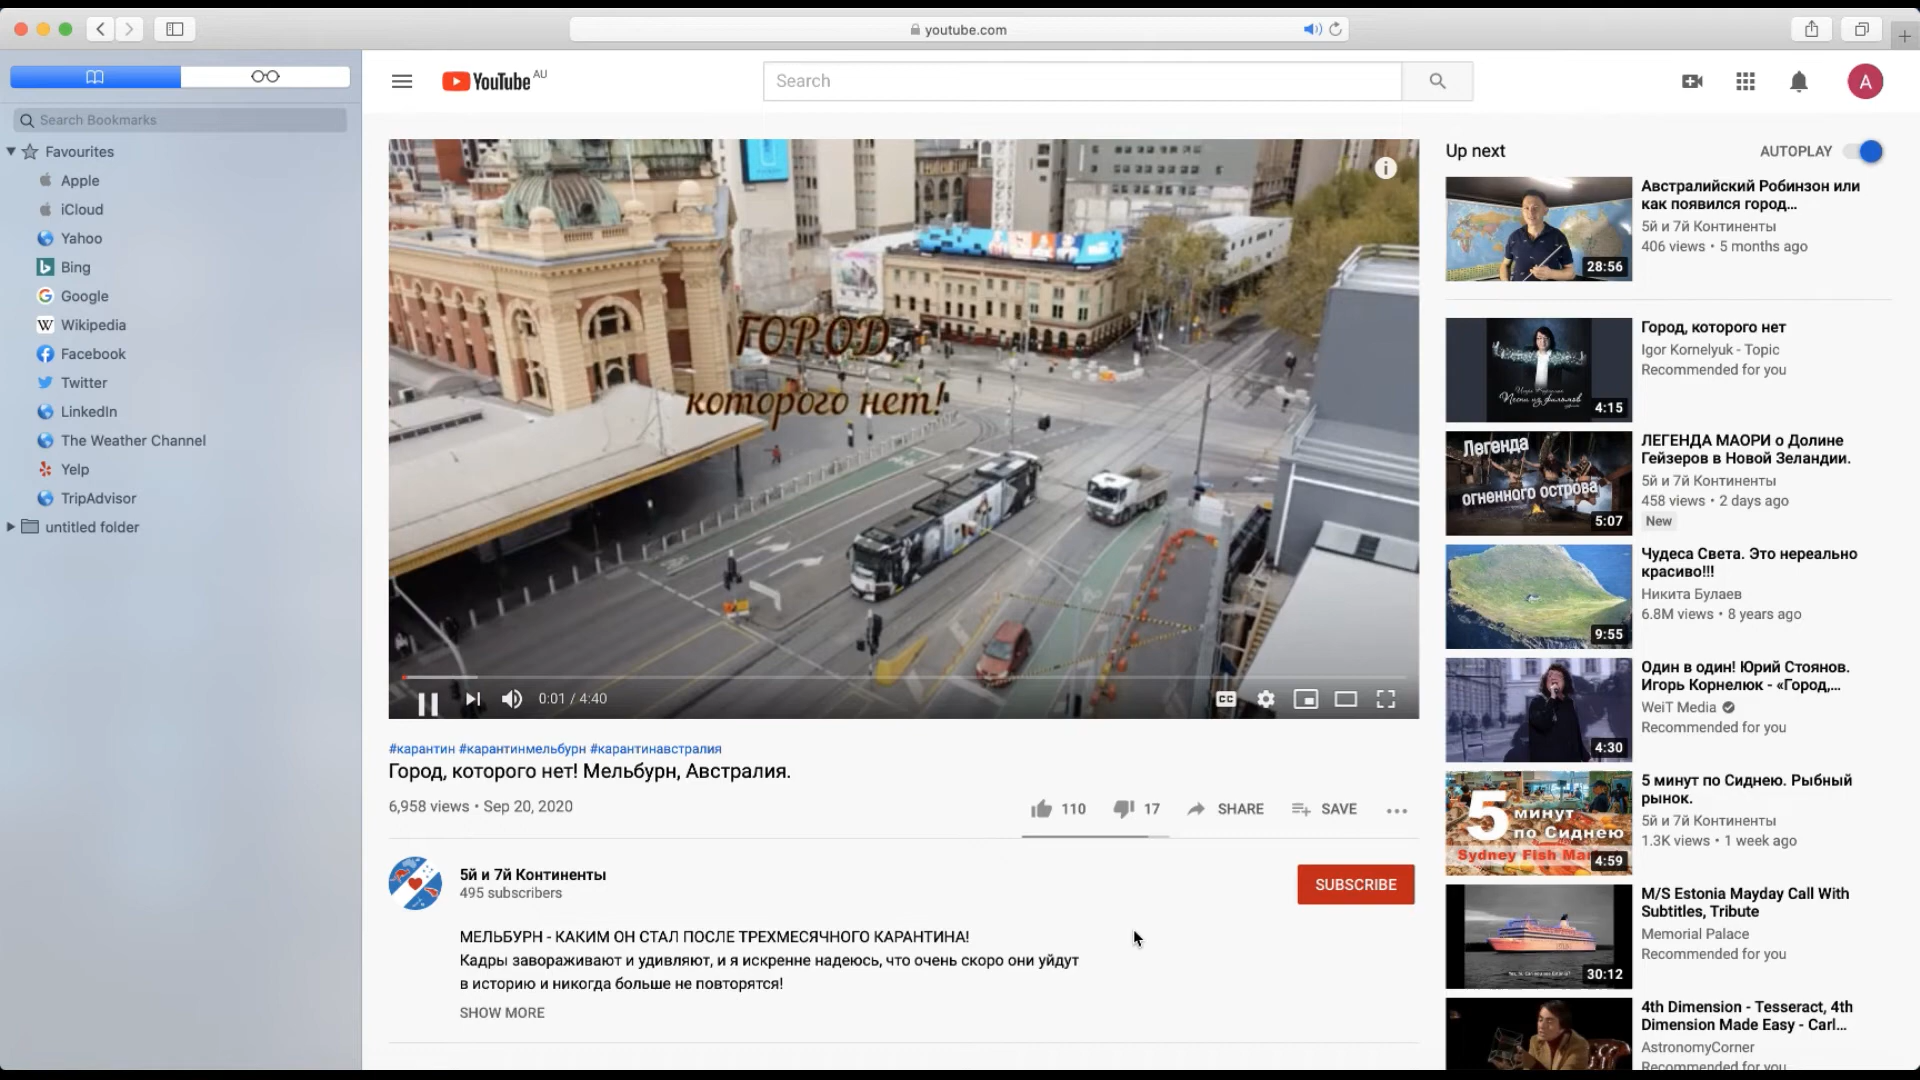 youtube.com
Search Bookmarks
Favourites
Apple
iCloud
Yahoo
Bing
Google
Wikipedia
Facebook
Twitter
LinkedIn
The Weather Channel
Yelp
TripAdvisor
untitled folder
YouTube AU
Search
A
ГОРОД
которого нет!
0:01 / 4:40
CC
#карантин #карантинмельбурн #карантинавстралия
Город, которого нет! Мельбурн, Австралия.
6,958 views • Sep 20, 2020
110
17
SHARE
SAVE
5й и 7й Континенты
495 subscribers
SUBSCRIBE
МЕЛЬБУРН - КАКИМ ОН СТАЛ ПОСЛЕ ТРЕХМЕСЯЧНОГО КАРАНТИНА!
Кадры завораживают и удивляют, и я искренне надеюсь, что очень скоро они уйдут
в историю и никогда больше не повторятся!
SHOW MORE
Up next
AUTOPLAY
28:56
Австралийский Робинзон или
как появился город...
5й и 7й Континенты
406 views • 5 months ago
4:15
Город, которого нет
Igor Kornelyuk - Topic
Recommended for you
Легенда
огненного острова
5:07
ЛЕГЕНДА МАОРИ о Долине
Гейзеров в Новой Зеландии.
5й и 7й Континенты
458 views • 2 days ago
New
9:55
Чудеса Света. Это нереально
красиво!!!
Никита Булаев
6.8M views • 8 years ago
4:30
Один в один! Юрий Стоянов.
Игорь Корнелюк - «Город,...
WeiT Media
Recommended for you
5 минут
по Сиднею
Sydney Fish Mar
4:59
5 минут по Сиднею. Рыбный
рынок.
5й и 7й Континенты
1.3K views • 1 week ago
30:12
M/S Estonia Mayday Call With
Subtitles, Tribute
Memorial Palace
Recommended for you
4th Dimension - Tesseract, 4th
Dimension Made Easy - Carl...
AstronomyCorner
Recommended for you